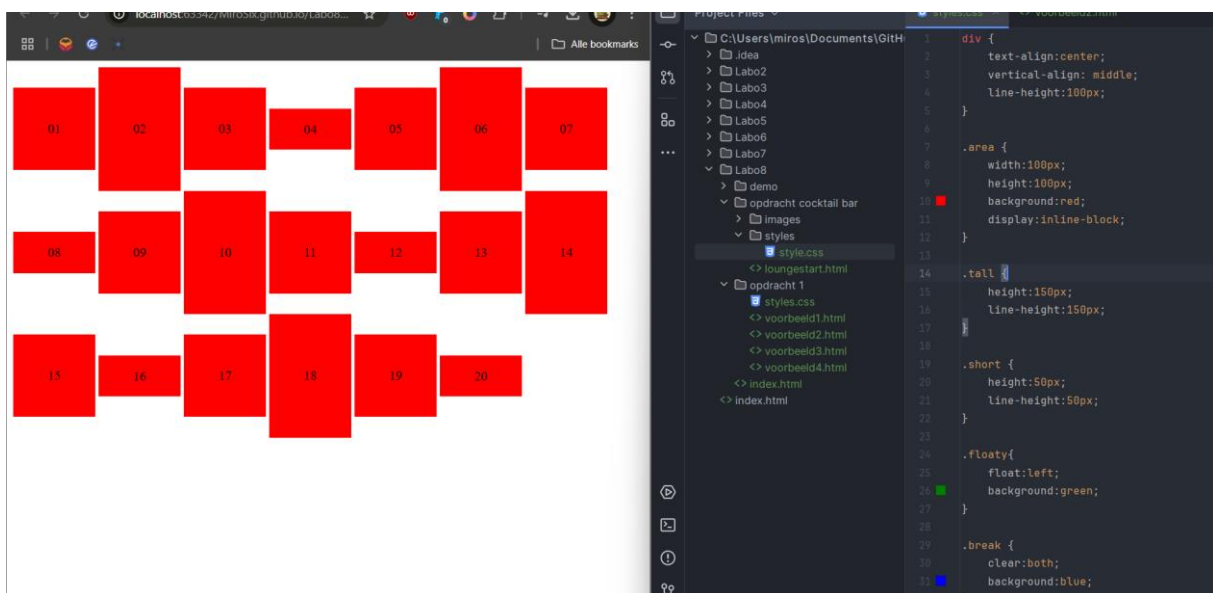 localhost:63342/MiroSix.github.io/Labo8...
Alle bookmarks
01 02 03 04 05 06 07
08 09 10 11 12 13 14
15 16 17 18 19 20
Project Files
C:\Users\miros\Documents\GitH
.idea
Labo2
Labo3
Labo4
Labo5
Labo6
Labo7
Labo8
demo
opdracht cocktail bar
images
styles
style.css
loungestart.html
opdracht 1
styles.css
voorbeeld1.html
voorbeeld2.html
voorbeeld3.html
voorbeeld4.html
index.html
index.html
styles.css voorbeeld2.html
1 div {
2 text-align:center;
3 vertical-align: middle;
4 line-height:100px;
5 }
6
7 .area {
8 width:100px;
9 height:100px;
10 background:red;
11 display:inline-block;
12 }
13
14 .tall {
15 height:150px;
16 line-height:150px;
17 }
18
19 .short {
20 height:50px;
21 line-height:50px;
22 }
23
24 .floaty{
25 float:left;
26 background:green;
27 }
28
29 .break {
30 clear:both;
31 background:blue;